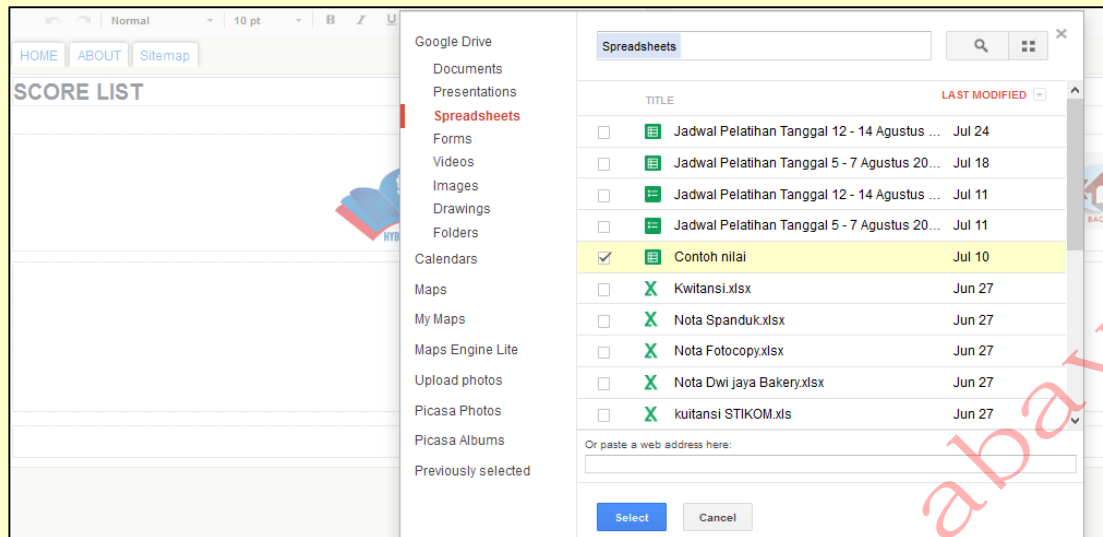 Normal 10 pt B I U
HOME ABOUT Sitemap
SCORE LIST
Google Drive
Documents
Presentations
Spreadsheets
Forms
Videos
Images
Drawings
Folders
Calendars
Maps
My Maps
Maps Engine Lite
Upload photos
Picasa Photos
Picasa Albums
Previously selected
Spreadsheets
TITLE LAST MODIFIED
Jadwal Pelatihan Tanggal 12 - 14 Agustus ... Jul 24
Jadwal Pelatihan Tanggal 5 - 7 Agustus 20... Jul 18
Jadwal Pelatihan Tanggal 12 - 14 Agustus ... Jul 11
Jadwal Pelatihan Tanggal 5 - 7 Agustus 20... Jul 11
Contoh nilai Jul 10
Kwitansi.xlsx Jun 27
Nota Spanduk.xlsx Jun 27
Nota Fotocopy.xlsx Jun 27
Nota Dwi jaya Bakery.xlsx Jun 27
kuitansi STIKOM.xls Jun 27
Or paste a web address here:
Select Cancel